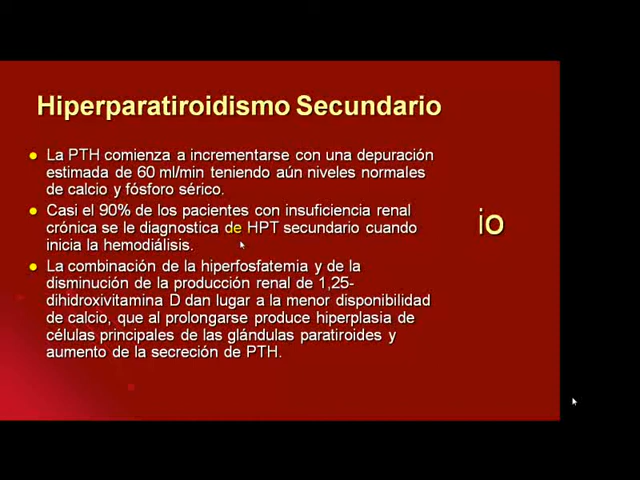 Hiperparatiroidismo Secundario
La PTH comienza a incrementarse con una depuración
estimada de 60 ml/min teniendo aún niveles normales
de calcio y fósforo sérico.
Casi el 90% de los pacientes con insuficiencia renal
crónica se le diagnostica de HPT secundario cuando
inicia la hemodiálisis.
La combinación de la hiperfosfatemia y de la
disminución de la producción renal de 1,25-
dihidroxivitamina D dan lugar a la menor disponibilidad
de calcio, que al prolongarse produce hiperplasia de
células principales de las glándulas paratiroides y
aumento de la secreción de PTH.
io